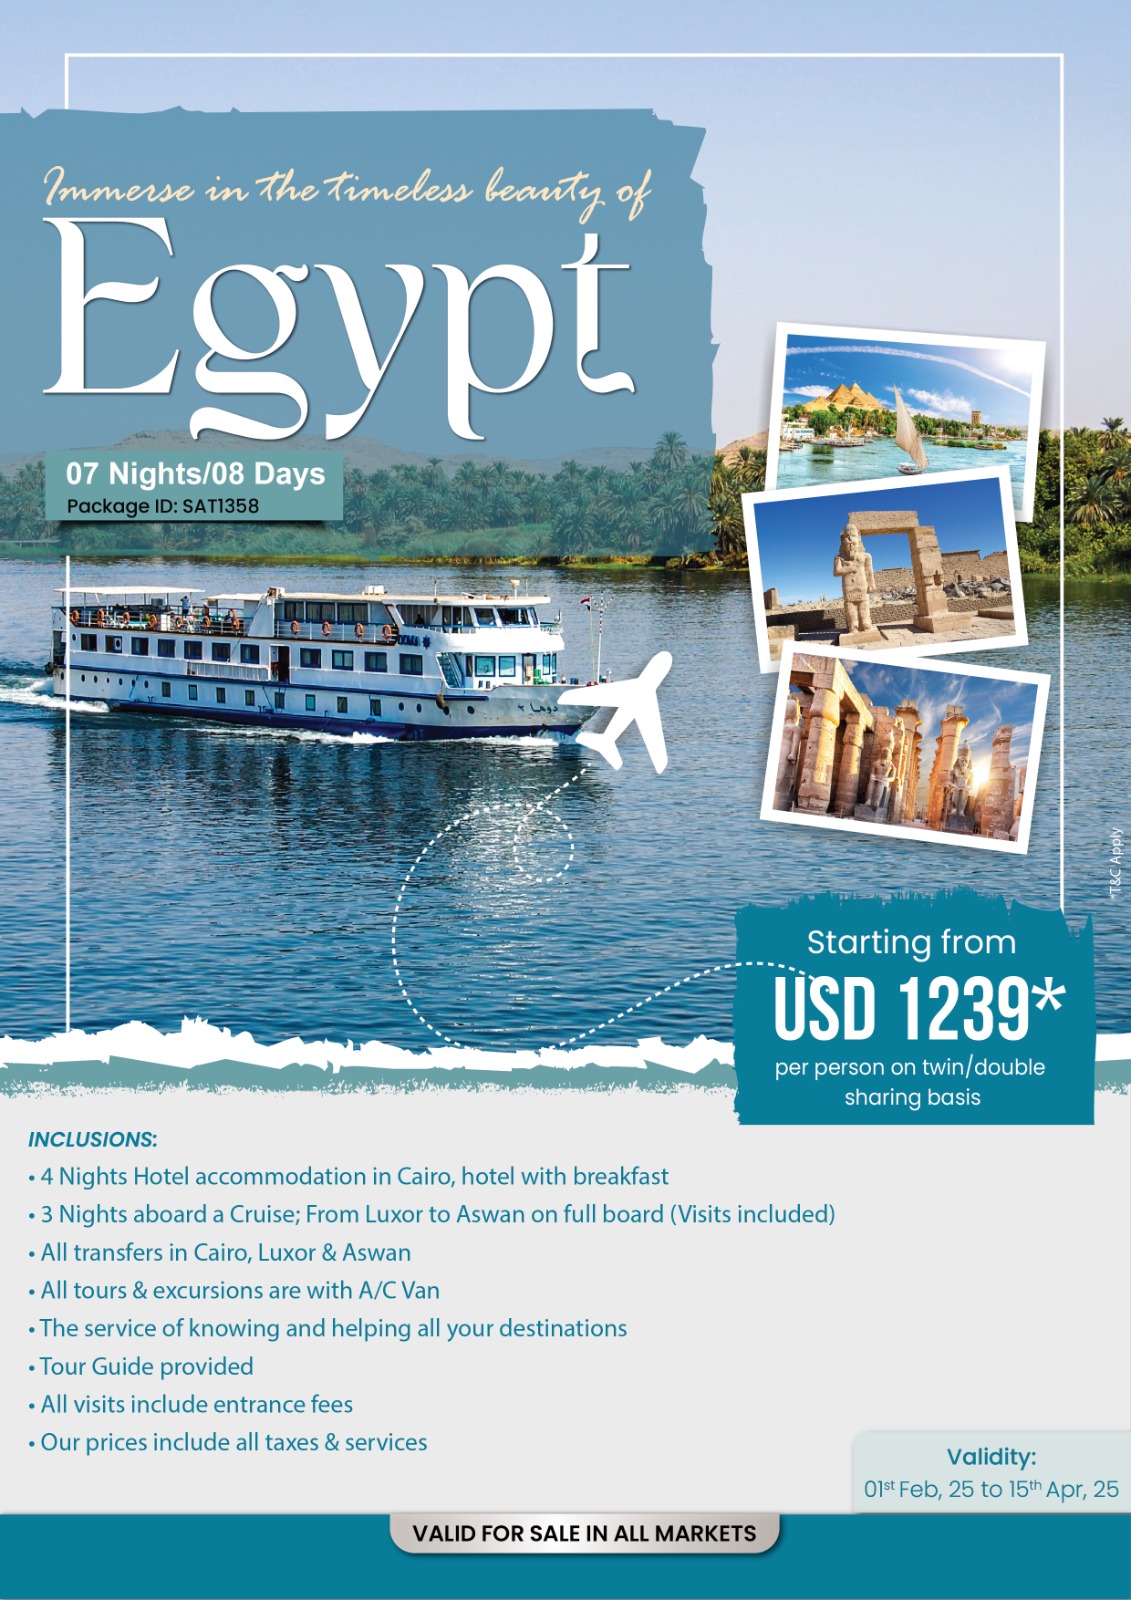 Immerse in the timeless beauty of
Egypt
07 Nights/08 Days
Package ID: SAT1358
دوما ٢
*T&C Apply
Starting from
USD 1239*
per person on twin/double
sharing basis
INCLUSIONS:
• 4 Nights Hotel accommodation in Cairo, hotel with breakfast
• 3 Nights aboard a Cruise; From Luxor to Aswan on full board (Visits included)
• All transfers in Cairo, Luxor & Aswan
• All tours & excursions are with A/C Van
• The service of knowing and helping all your destinations
• Tour Guide provided
• All visits include entrance fees
• Our prices include all taxes & services
Validity:
01st Feb, 25 to 15th Apr, 25
VALID FOR SALE IN ALL MARKETS